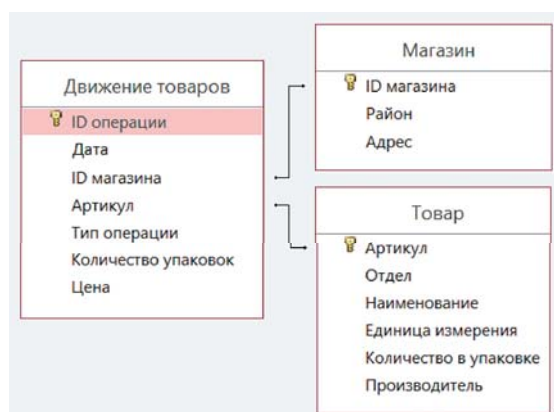 Движение товаров
ID операции
Дата
ID магазина
Артикул
Тип операции
Количество упаковок
Цена
Магазин
ID магазина
Район
Адрес
Товар
Артикул
Отдел
Наименование
Единица измерения
Количество в упаковке
Производитель